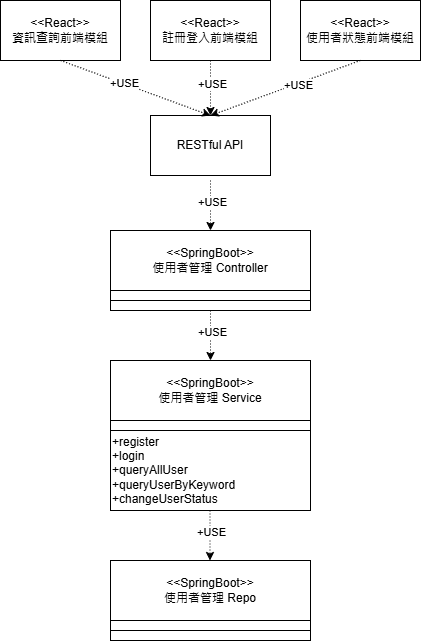 <<React>>
資訊查詢前端模組
<<React>>
註冊登入前端模組
<<React>>
使用者狀態前端模組
+USE
+USE
+USE
RESTful API
+USE
<<SpringBoot>>
使用者管理 Controller
+USE
<<SpringBoot>>
使用者管理 Service
+register
+login
+queryAllUser
+queryUserByKeyword
+changeUserStatus
+USE
<<SpringBoot>>
使用者管理 Repo